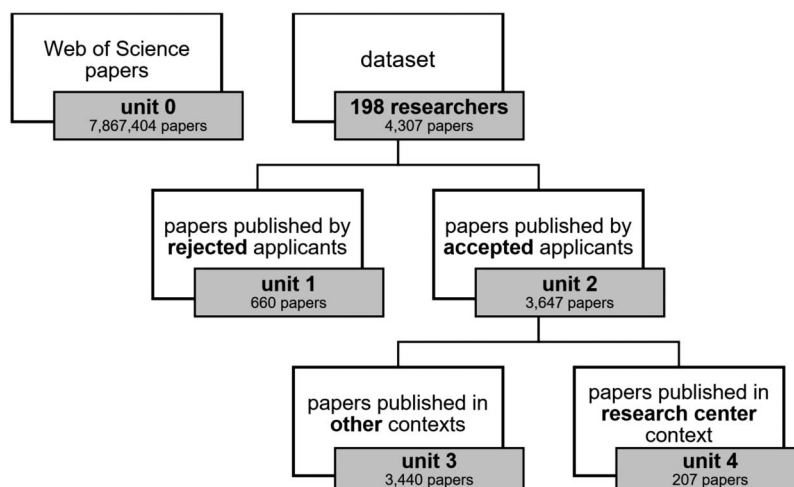 Web of Science
papers
unit 0
7,867,404 papers
dataset
198 researchers
4,307 papers
papers published by
rejected applicants
unit 1
660 papers
papers published by
accepted applicants
unit 2
3,647 papers
papers published in
other contexts
unit 3
3,440 papers
papers published in
research center
context
unit 4
207 papers